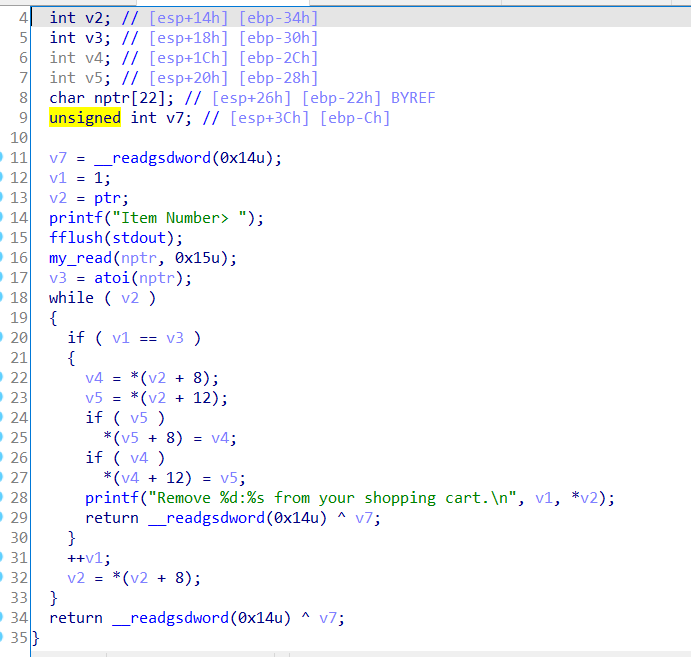 4 int v2; // [esp+14h] [ebp-34h]
5 int v3; // [esp+18h] [ebp-30h]
6 int v4; // [esp+1Ch] [ebp-2Ch]
7 int v5; // [esp+20h] [ebp-28h]
8 char nptr[22]; // [esp+26h] [ebp-22h] BYREF
9 unsigned int v7; // [esp+3Ch] [ebp-Ch]
10
11 v7 = __readgsdword(0x14u);
12 v1 = 1;
13 v2 = ptr;
14 printf("Item Number> ");
15 fflush(stdout);
16 my_read(nptr, 0x15u);
17 v3 = atoi(nptr);
18 while ( v2 )
19 {
20 if ( v1 == v3 )
21 {
22 v4 = *(v2 + 8);
23 v5 = *(v2 + 12);
24 if ( v5 )
25 *(v5 + 8) = v4;
26 if ( v4 )
27 *(v4 + 12) = v5;
28 printf("Remove %d:%s from your shopping cart.\n", v1, *v2);
29 return __readgsdword(0x14u) ^ v7;
30 }
31 ++v1;
32 v2 = *(v2 + 8);
33 }
34 return __readgsdword(0x14u) ^ v7;
35 }